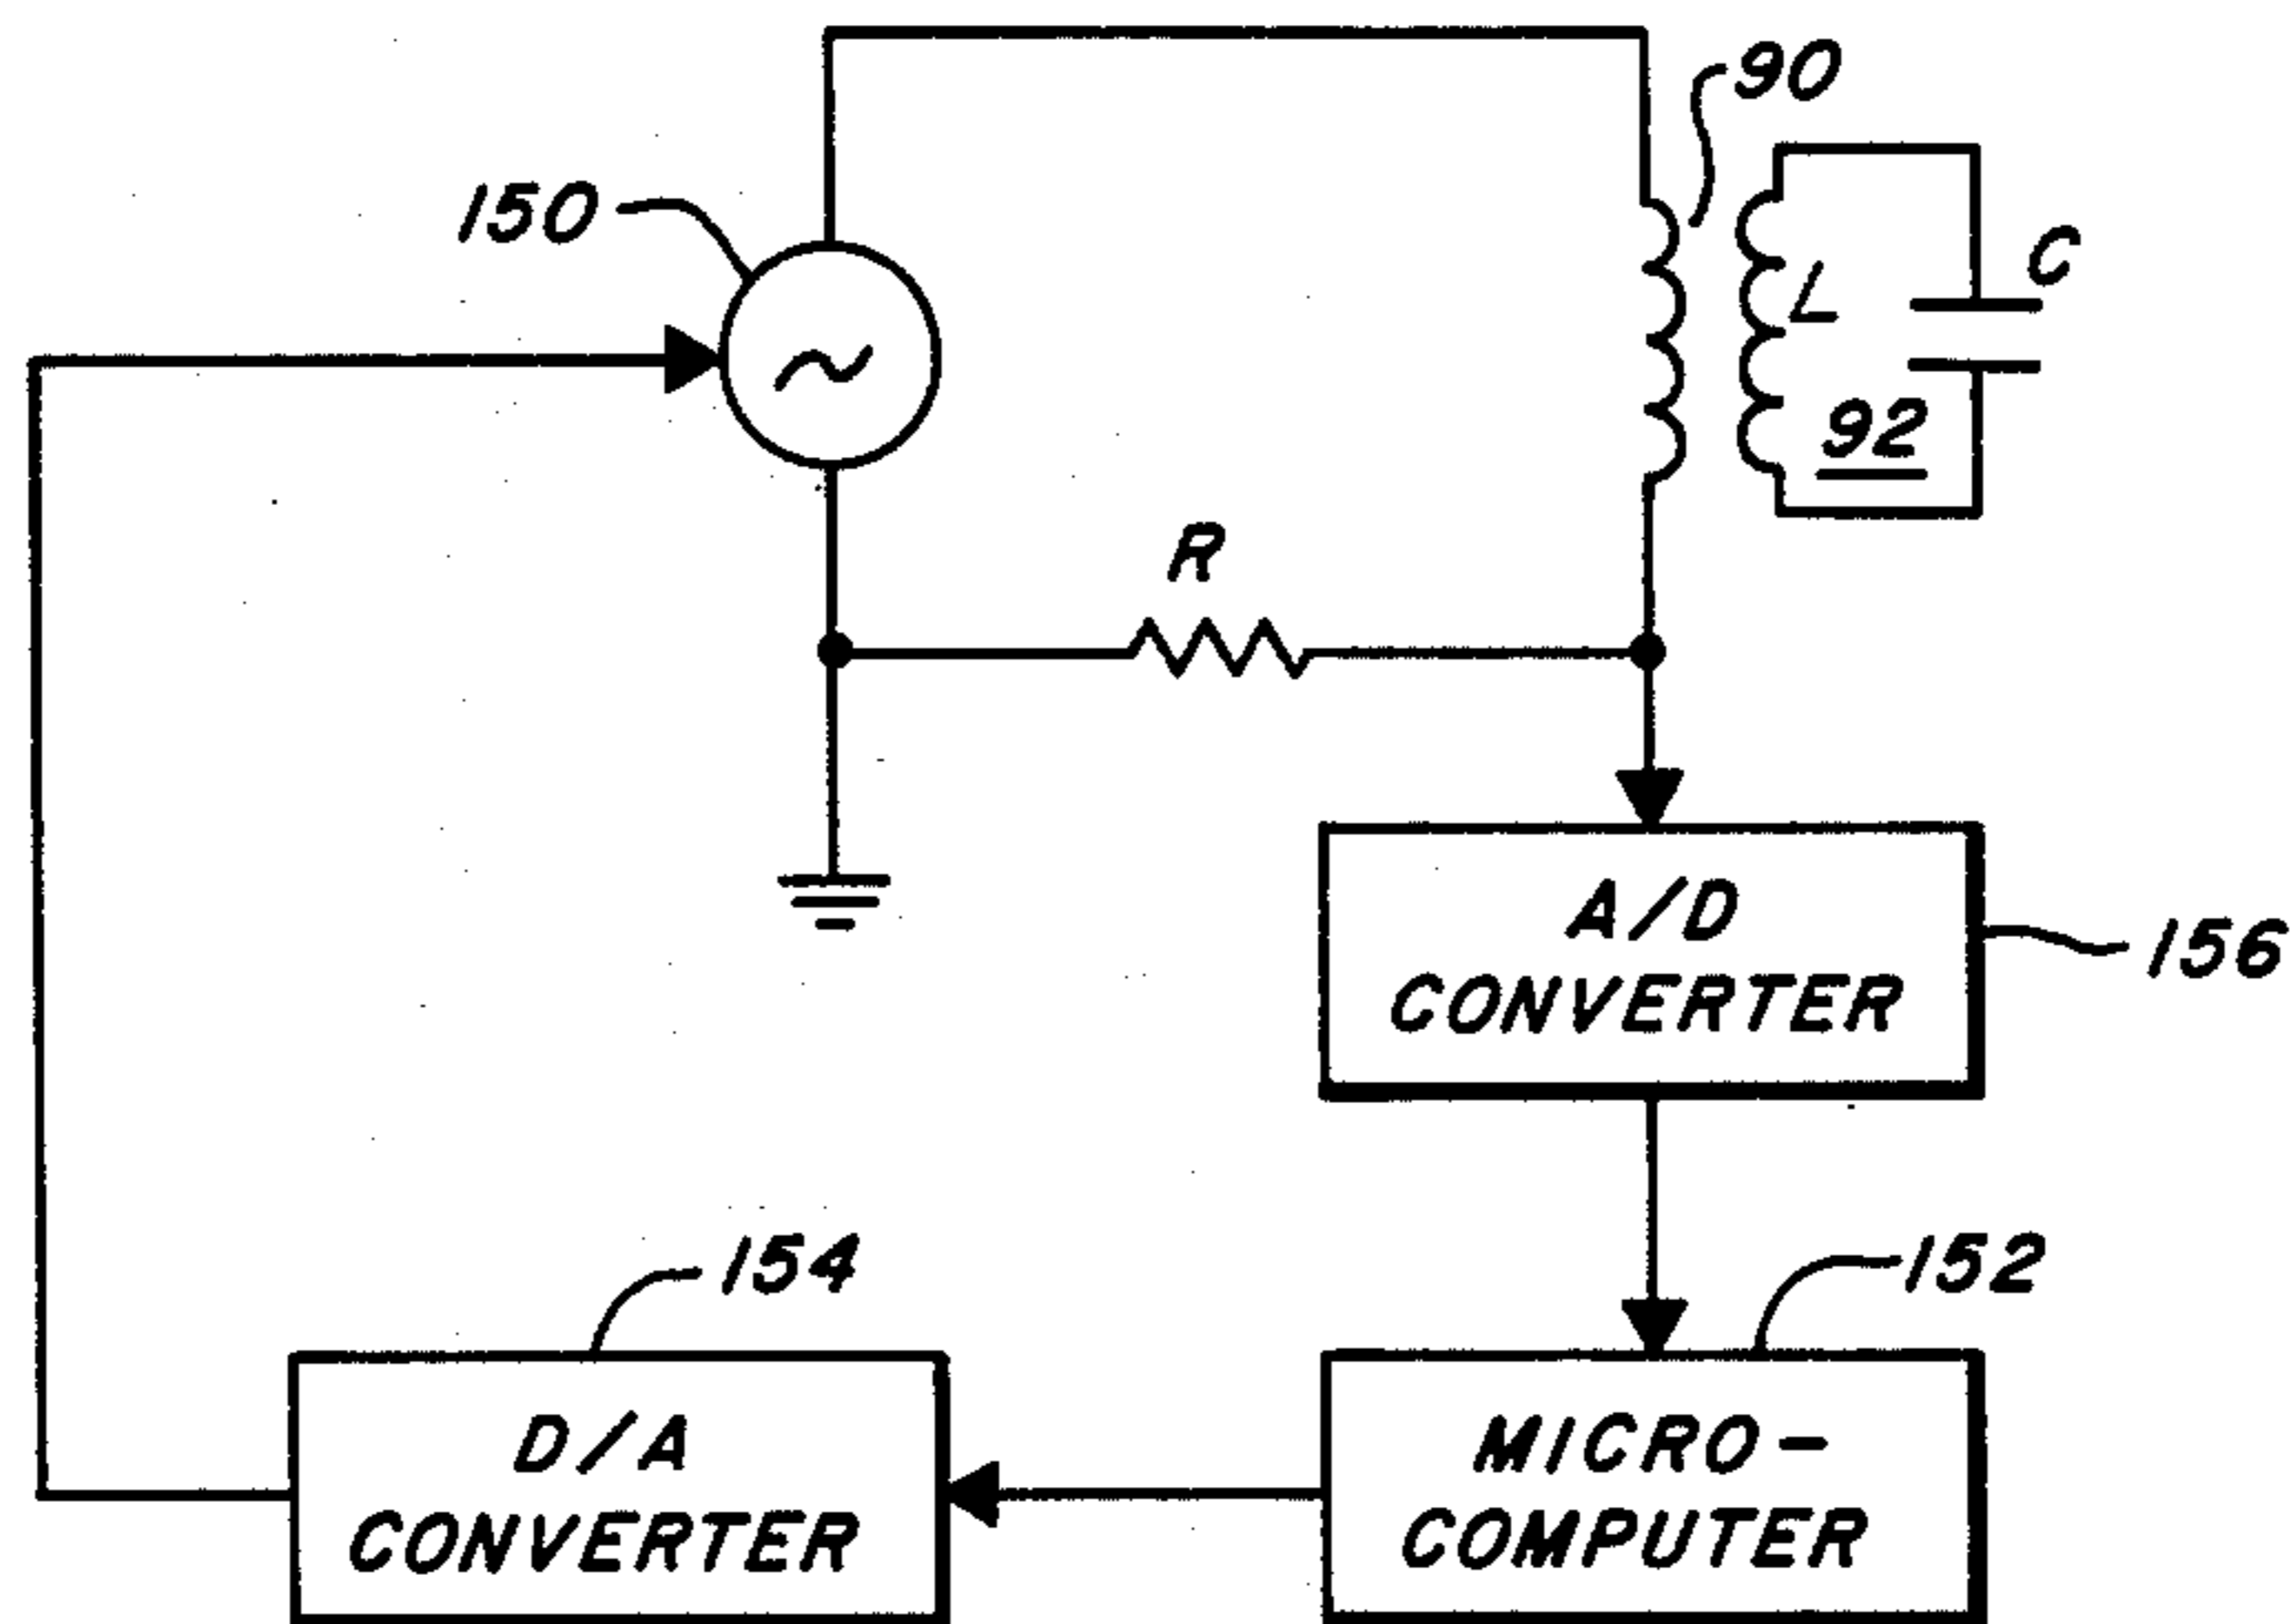 90
150
C
L
92
R
A/D
CONVERTER
156
154
152
D/A
CONVERTER
MICRO-
COMPUTER